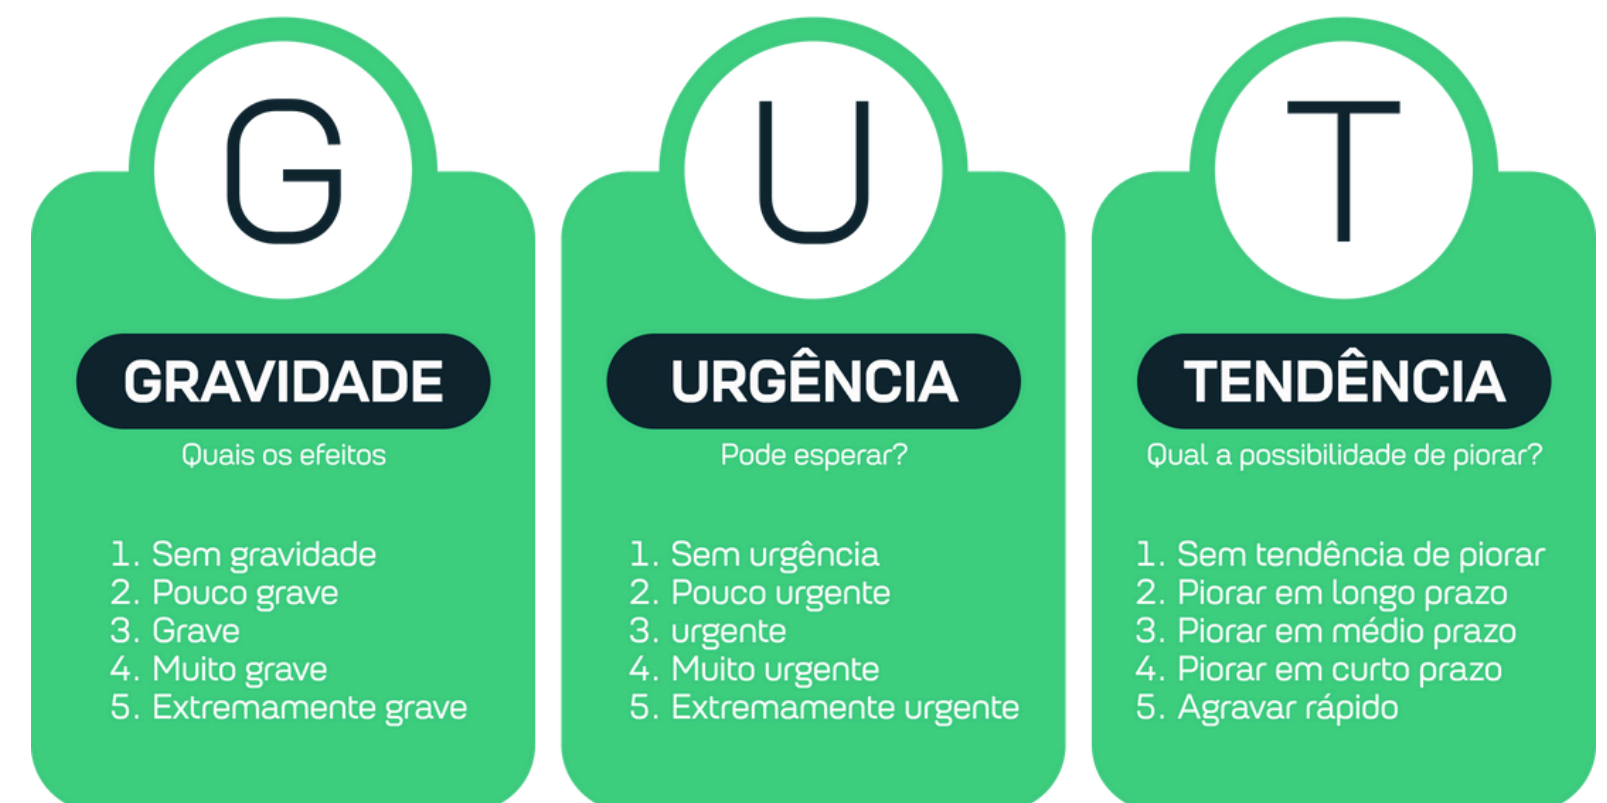 G
GRAVIDADE
Quais os efeitos
1. Sem gravidade
2. Pouco grave
3. Grave
4. Muito grave
5. Extremamente grave
U
URGÊNCIA
Pode esperar?
1. Sem urgência
2. Pouco urgente
3. urgente
4. Muito urgente
5. Extremamente urgente
T
TENDÊNCIA
Qual a possibilidade de piorar?
1. Sem tendência de piorar
2. Piorar em longo prazo
3. Piorar em médio prazo
4. Piorar em curto prazo
5. Agravar rápido